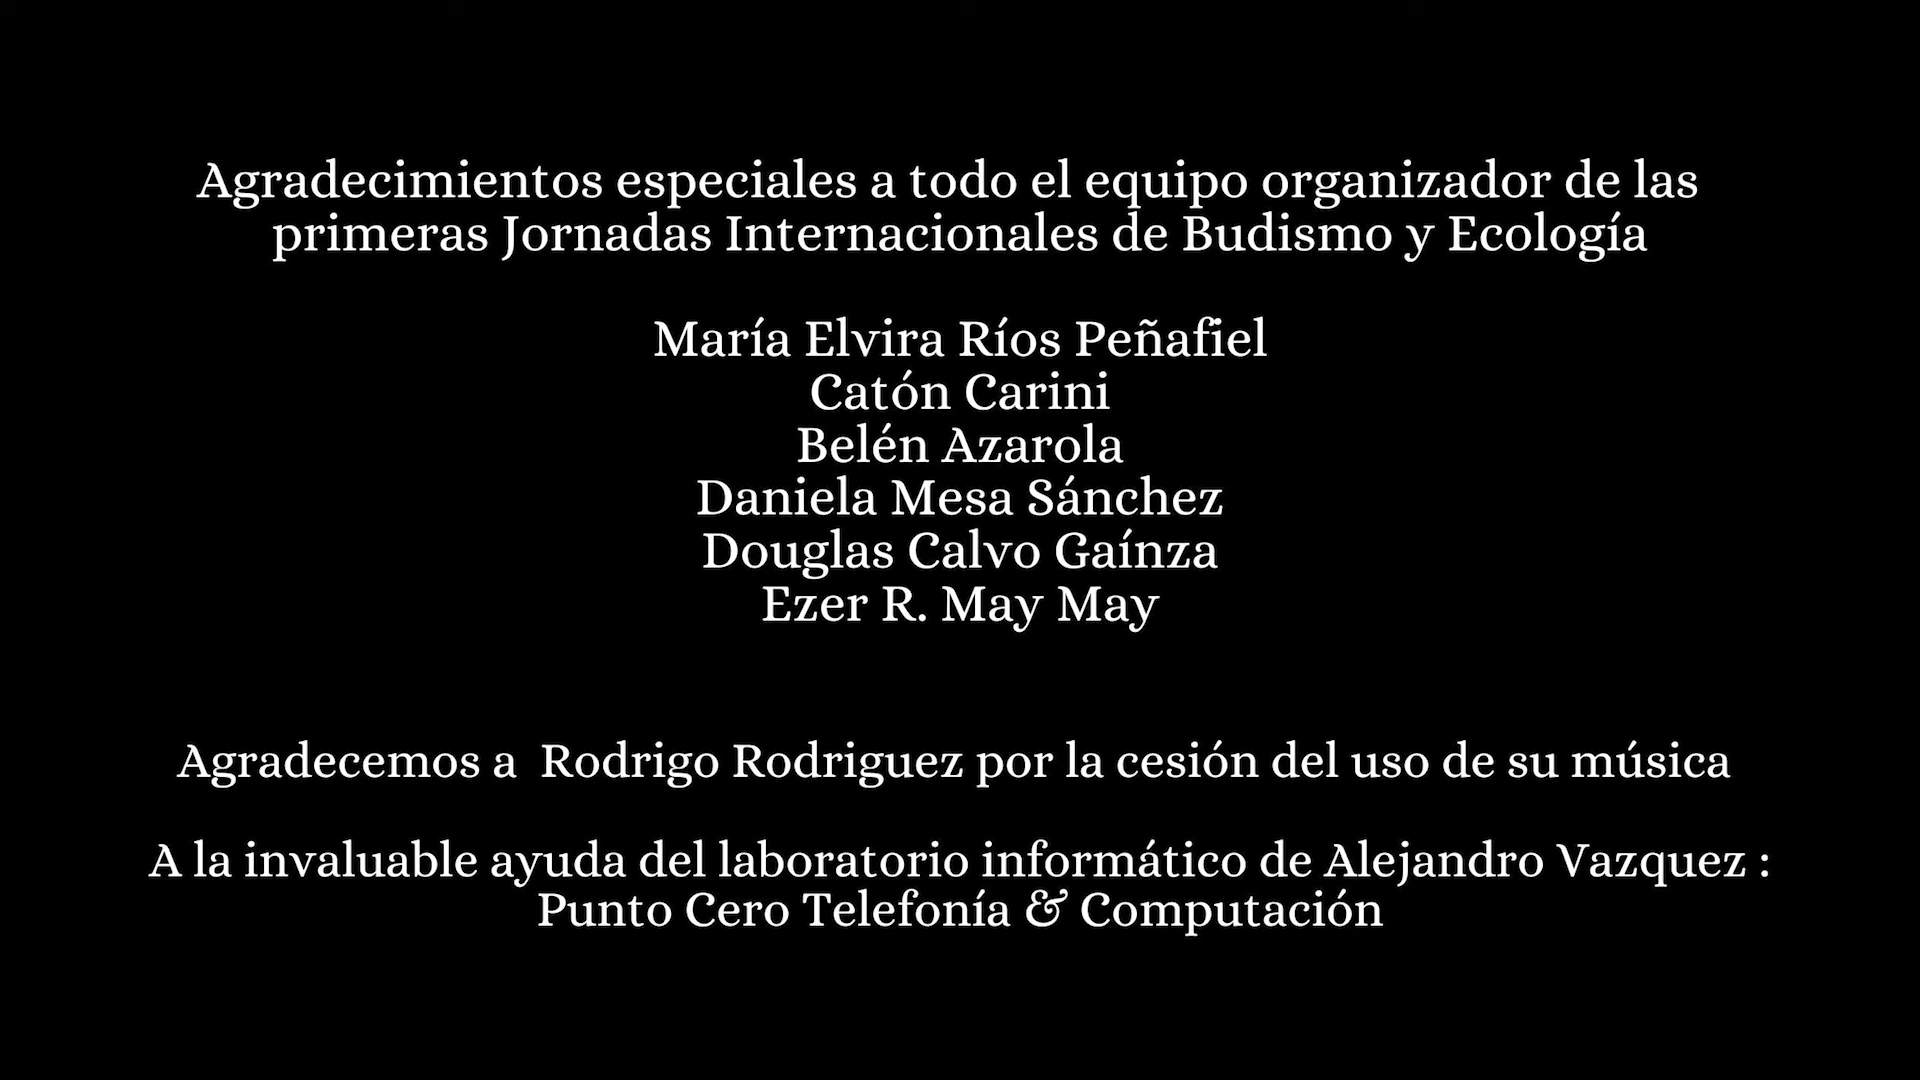 Agradecimientos especiales a todo el equipo organizador de las
primeras Jornadas Internacionales de Budismo y Ecología
María Elvira Ríos Peñafiel
Catón Carini
Belén Azarola
Daniela Mesa Sánchez
Douglas Calvo Gaínza
Ezer R. May May
Agradecemos a  Rodrigo Rodriguez por la cesión del uso de su música
A la invaluable ayuda del laboratorio informático de Alejandro Vazquez :
Punto Cero Telefonía & Computación